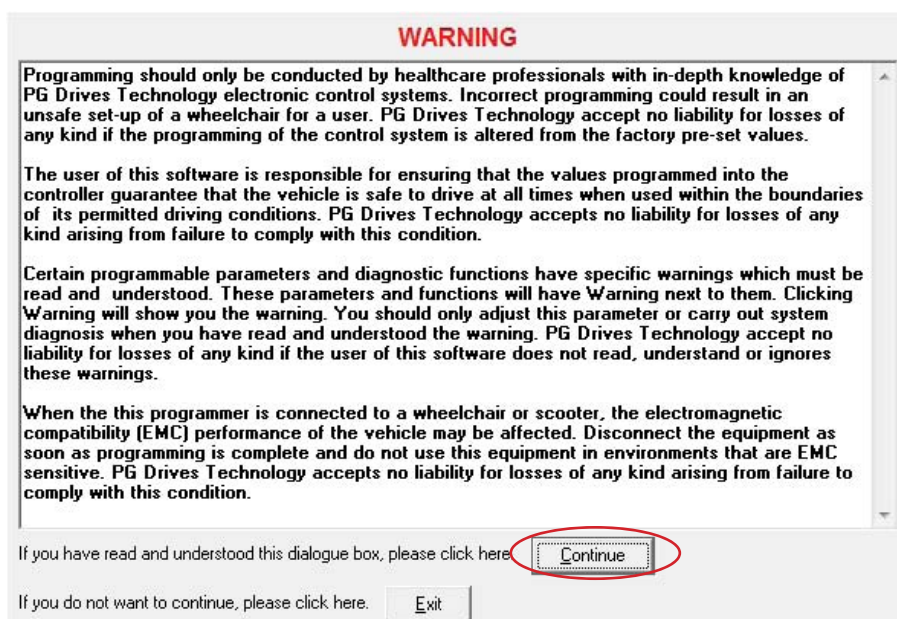 WARNING
Programming should only be conducted by healthcare professionals with in-depth knowledge of
PG Drives Technology electronic control systems. Incorrect programming could result in an
unsafe set-up of a wheelchair for a user. PG Drives Technology accept no liability for losses of
any kind if the programming of the control system is altered from the factory pre-set values.
The user of this software is responsible for ensuring that the values programmed into the
controller guarantee that the vehicle is safe to drive at all times when used within the boundaries
of its permitted driving conditions. PG Drives Technology accepts no liability for losses of any
kind arising from failure to comply with this condition.
Certain programmable parameters and diagnostic functions have specific warnings which must be
read and understood. These parameters and functions will have Warning next to them. Clicking
Warning will show you the warning. You should only adjust this parameter or carry out system
diagnosis when you have read and understood the warning. PG Drives Technology accept no
liability for losses of any kind if the user of this software does not read, understand or ignores
these warnings.
When the this programmer is connected to a wheelchair or scooter, the electromagnetic
compatibility (EMC) performance of the vehicle may be affected. Disconnect the equipment as
soon as programming is complete and do not use this equipment in environments that are EMC
sensitive. PG Drives Technology accepts no liability for losses of any kind arising from failure to
comply with this condition.
If you have read and understood this dialogue box, please click here Continue
If you do not want to continue, please click here. Exit